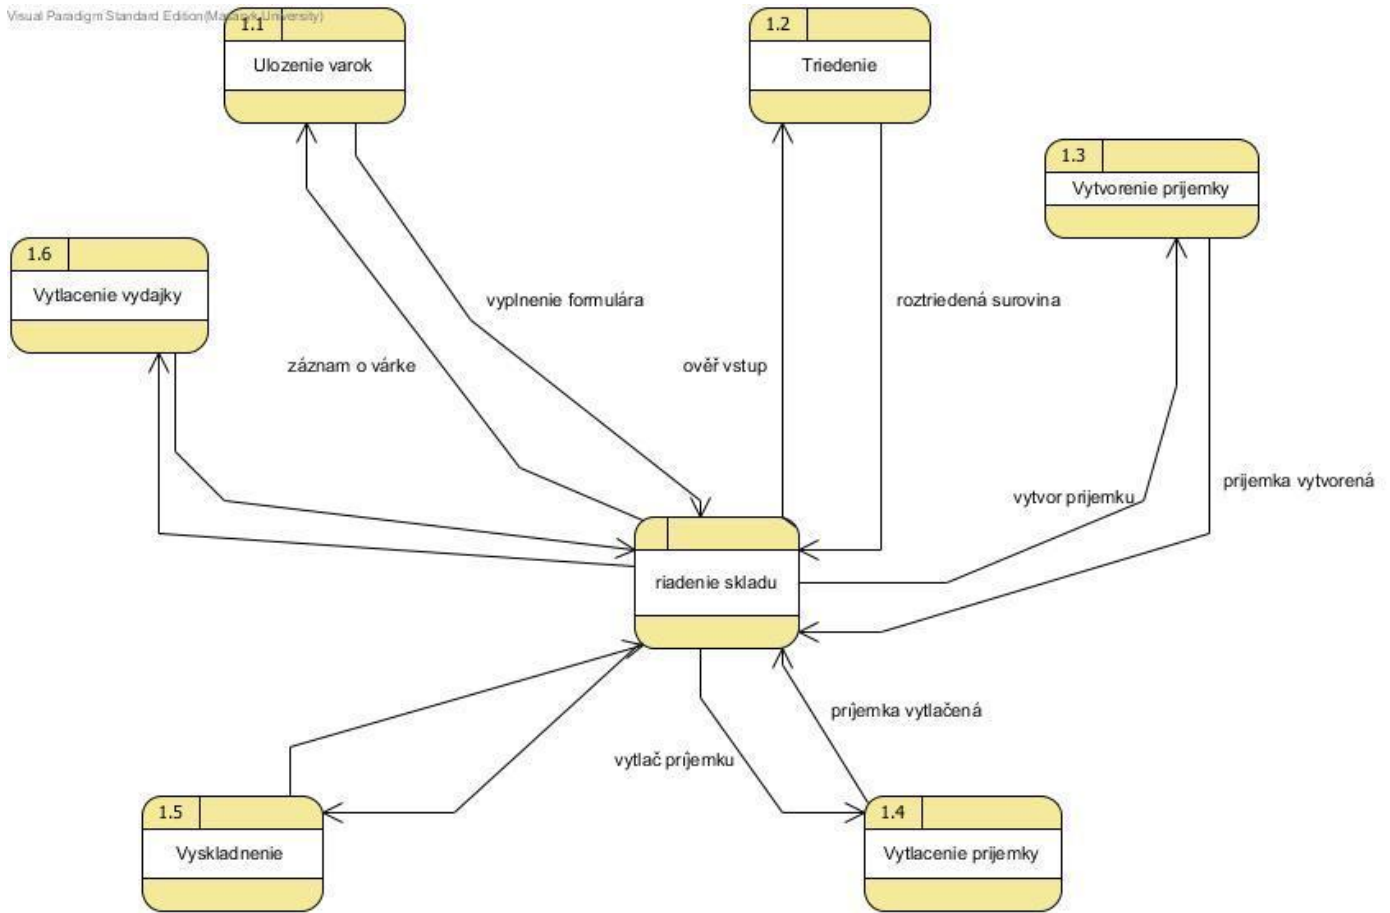 Visual Paradigm Standard Edition(Masaryk University)
1.1
Ulozenie varok
1.2
Triedenie
1.3
Vytvorenie prijemky
1.6
Vytlacenie vydajky
vyplnenie formulára
roztriedená surovina
záznam o várke
ověř vstup
vytvor prijemku
prijemka vytvorená
riadenie skladu
príjemka vytlačená
vytlač príjemku
1.5
Vyskladnenie
1.4
Vytlacenie prijemky